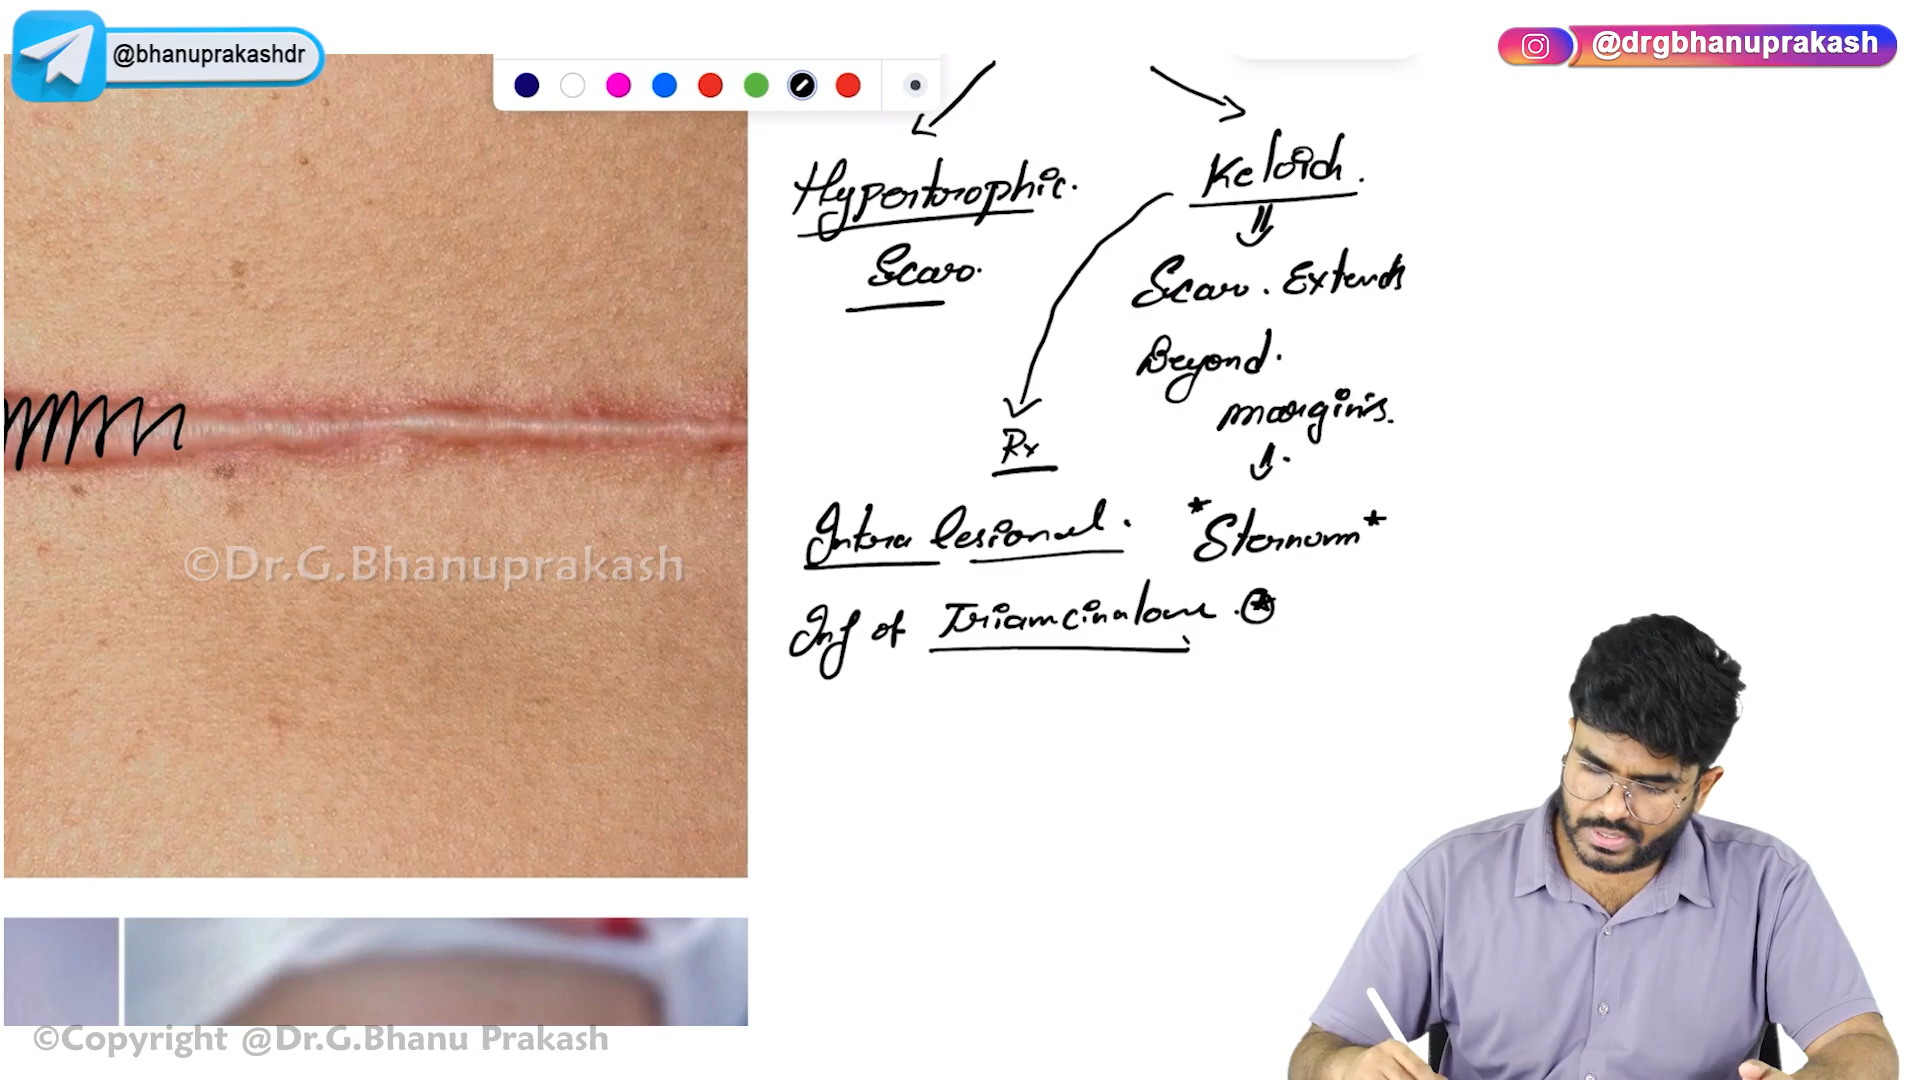 @bhanuprakashdr
@drgbhanuprakash
Hypertrophic.
Scar.
Keloid.
Scar. Extends
Beyond.
margins.
Rx
*Sternum*
Intra lesional.
Inj of Triamcinalone.
©Dr.G.Bhanuprakash
©Copyright @Dr.G.Bhanu Prakash